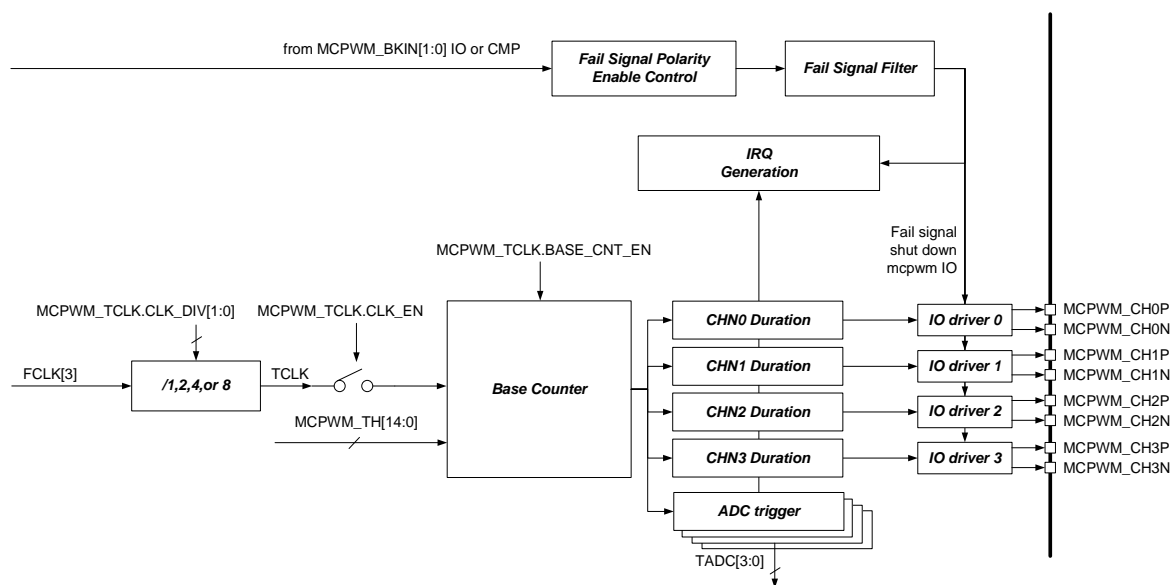 from MCPWM_BKIN[1:0] IO or CMP
Fail Signal Polarity
Enable Control
Fail Signal Filter
IRQ
Generation
Fail signal
shut down
mcpwm IO
MCPWM_TCLK.BASE_CNT_EN
MCPWM_TCLK.CLK_DIV[1:0]
MCPWM_TCLK.CLK_EN
FCLK[3]
/1,2,4,or 8
TCLK
MCPWM_TH[14:0]
Base Counter
CHN0 Duration
CHN1 Duration
CHN2 Duration
CHN3 Duration
ADC trigger
TADC[3:0]
IO driver 0
IO driver 1
IO driver 2
IO driver 3
MCPWM_CH0P
MCPWM_CH0N
MCPWM_CH1P
MCPWM_CH1N
MCPWM_CH2P
MCPWM_CH2N
MCPWM_CH3P
MCPWM_CH3N